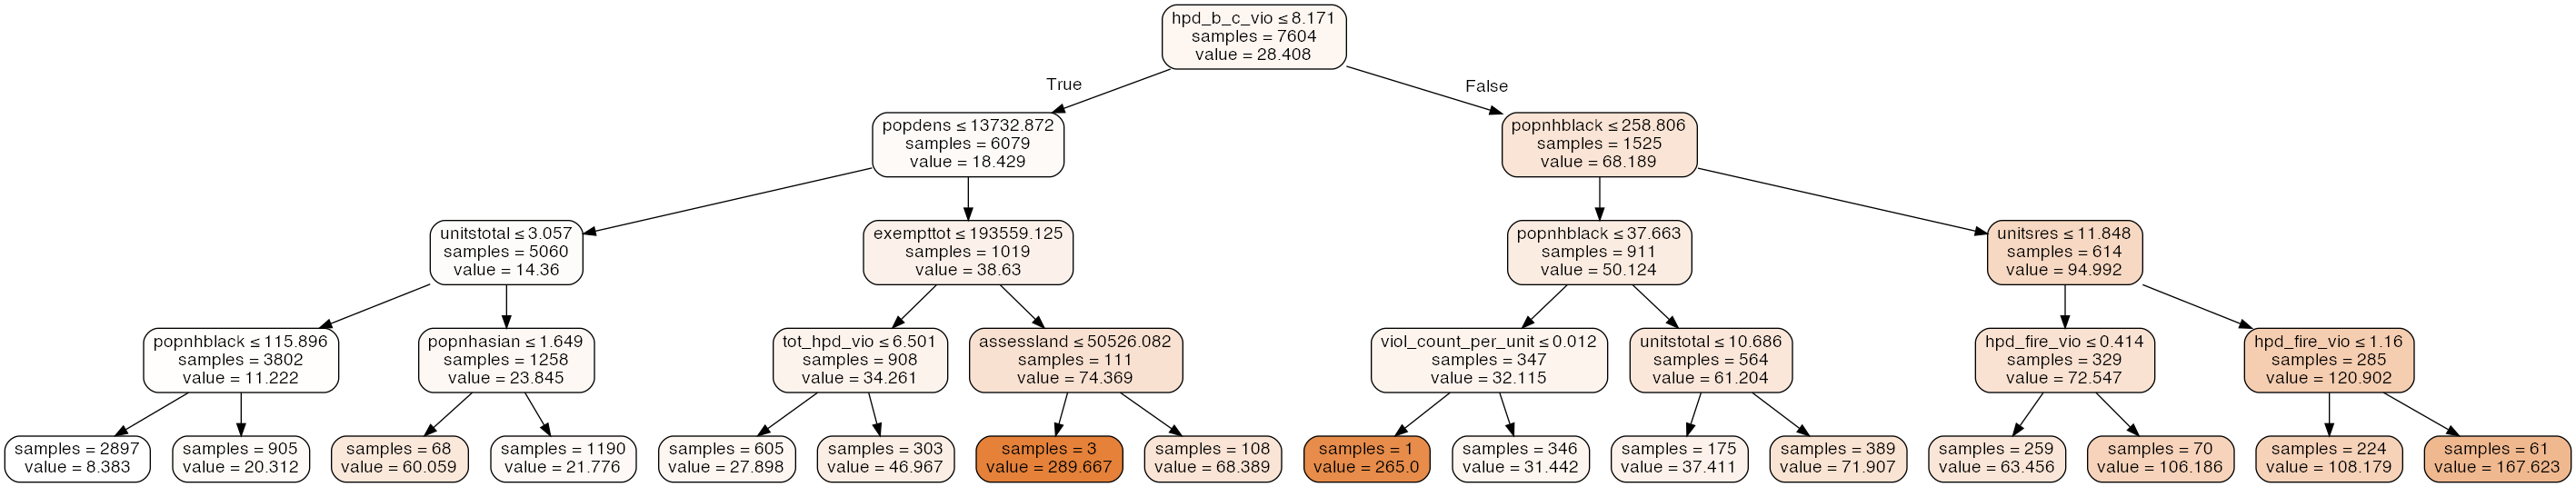 hpd_b_c_vio ≤ 8.171
samples = 7604
value = 28.408
True
False
popdens ≤ 13732.872
samples = 6079
value = 18.429
popnhblack ≤ 258.806
samples = 1525
value = 68.189
unitstotal ≤ 3.057
samples = 5060
value = 14.36
exempttot ≤ 193559.125
samples = 1019
value = 38.63
popnhblack ≤ 37.663
samples = 911
value = 50.124
unitsres ≤ 11.848
samples = 614
value = 94.992
popnhblack ≤ 115.896
samples = 3802
value = 11.222
popnhasian ≤ 1.649
samples = 1258
value = 23.845
tot_hpd_vio ≤ 6.501
samples = 908
value = 34.261
assessland ≤ 50526.082
samples = 111
value = 74.369
viol_count_per_unit ≤ 0.012
samples = 347
value = 32.115
unitstotal ≤ 10.686
samples = 564
value = 61.204
hpd_fire_vio ≤ 0.414
samples = 329
value = 72.547
hpd_fire_vio ≤ 1.16
samples = 285
value = 120.902
samples = 2897
value = 8.383
samples = 905
value = 20.312
samples = 68
value = 60.059
samples = 1190
value = 21.776
samples = 605
value = 27.898
samples = 303
value = 46.967
samples = 3
value = 289.667
samples = 108
value = 68.389
samples = 1
value = 265.0
samples = 346
value = 31.442
samples = 175
value = 37.411
samples = 389
value = 71.907
samples = 259
value = 63.456
samples = 70
value = 106.186
samples = 224
value = 108.179
samples = 61
value = 167.623